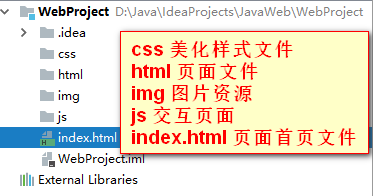 WebProject D:\Java\IdeaProjects\JavaWeb\WebProject
.idea
css
html
img
js
index.html
WebProject.iml
External Libraries
css 美化样式文件
html 页面文件
img 图片资源
js 交互页面
index.html 页面首页文件